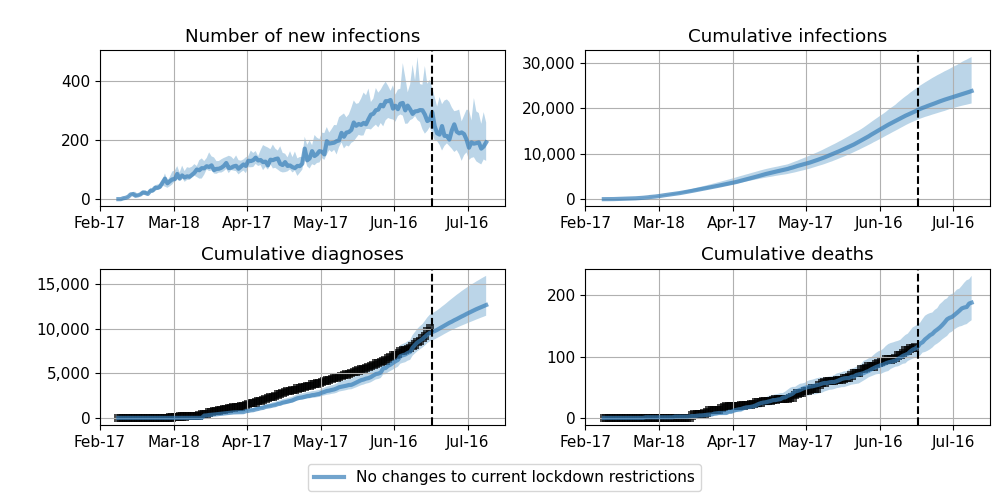 Number of new infections
400
200
0
Feb-17 Mar-18 Apr-17 May-17 Jun-16 Jul-16
Cumulative infections
30,000
20,000
10,000
0
Feb-17 Mar-18 Apr-17 May-17 Jun-16 Jul-16
Cumulative diagnoses
15,000
10,000
5,000
0
Feb-17 Mar-18 Apr-17 May-17 Jun-16 Jul-16
Cumulative deaths
200
100
0
Feb-17 Mar-18 Apr-17 May-17 Jun-16 Jul-16
No changes to current lockdown restrictions